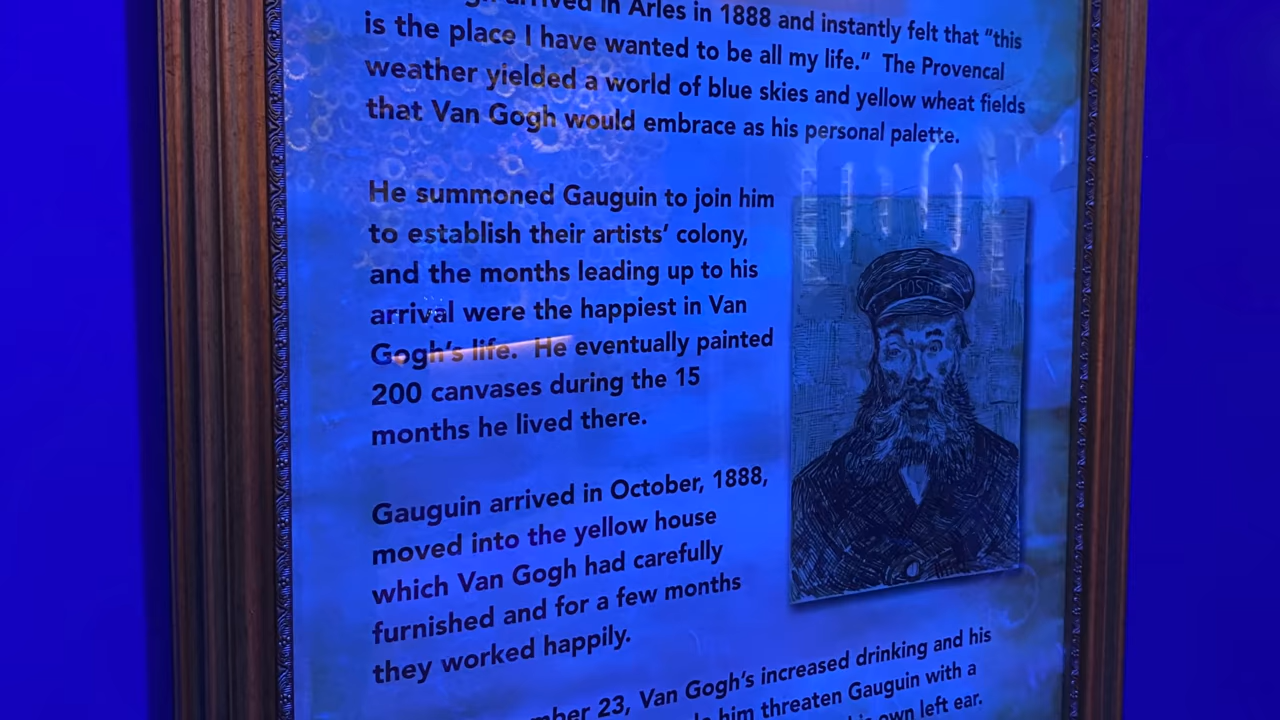 arrived in Arles in 1888 and instantly felt that “this
is the place I have wanted to be all my life.” The Provencal
weather yielded a world of blue skies and yellow wheat fields
that Van Gogh would embrace as his personal palette.
He summoned Gauguin to join him
to establish their artists’ colony,
and the months leading up to his
arrival were the happiest in Van
Gogh’s life. He eventually painted
200 canvases during the 15
months he lived there.
Gauguin arrived in October, 1888,
moved into the yellow house
which Van Gogh had carefully
furnished and for a few months
they worked happily.
23, Van Gogh’s increased drinking and his
him threaten Gauguin with a
own left ear.